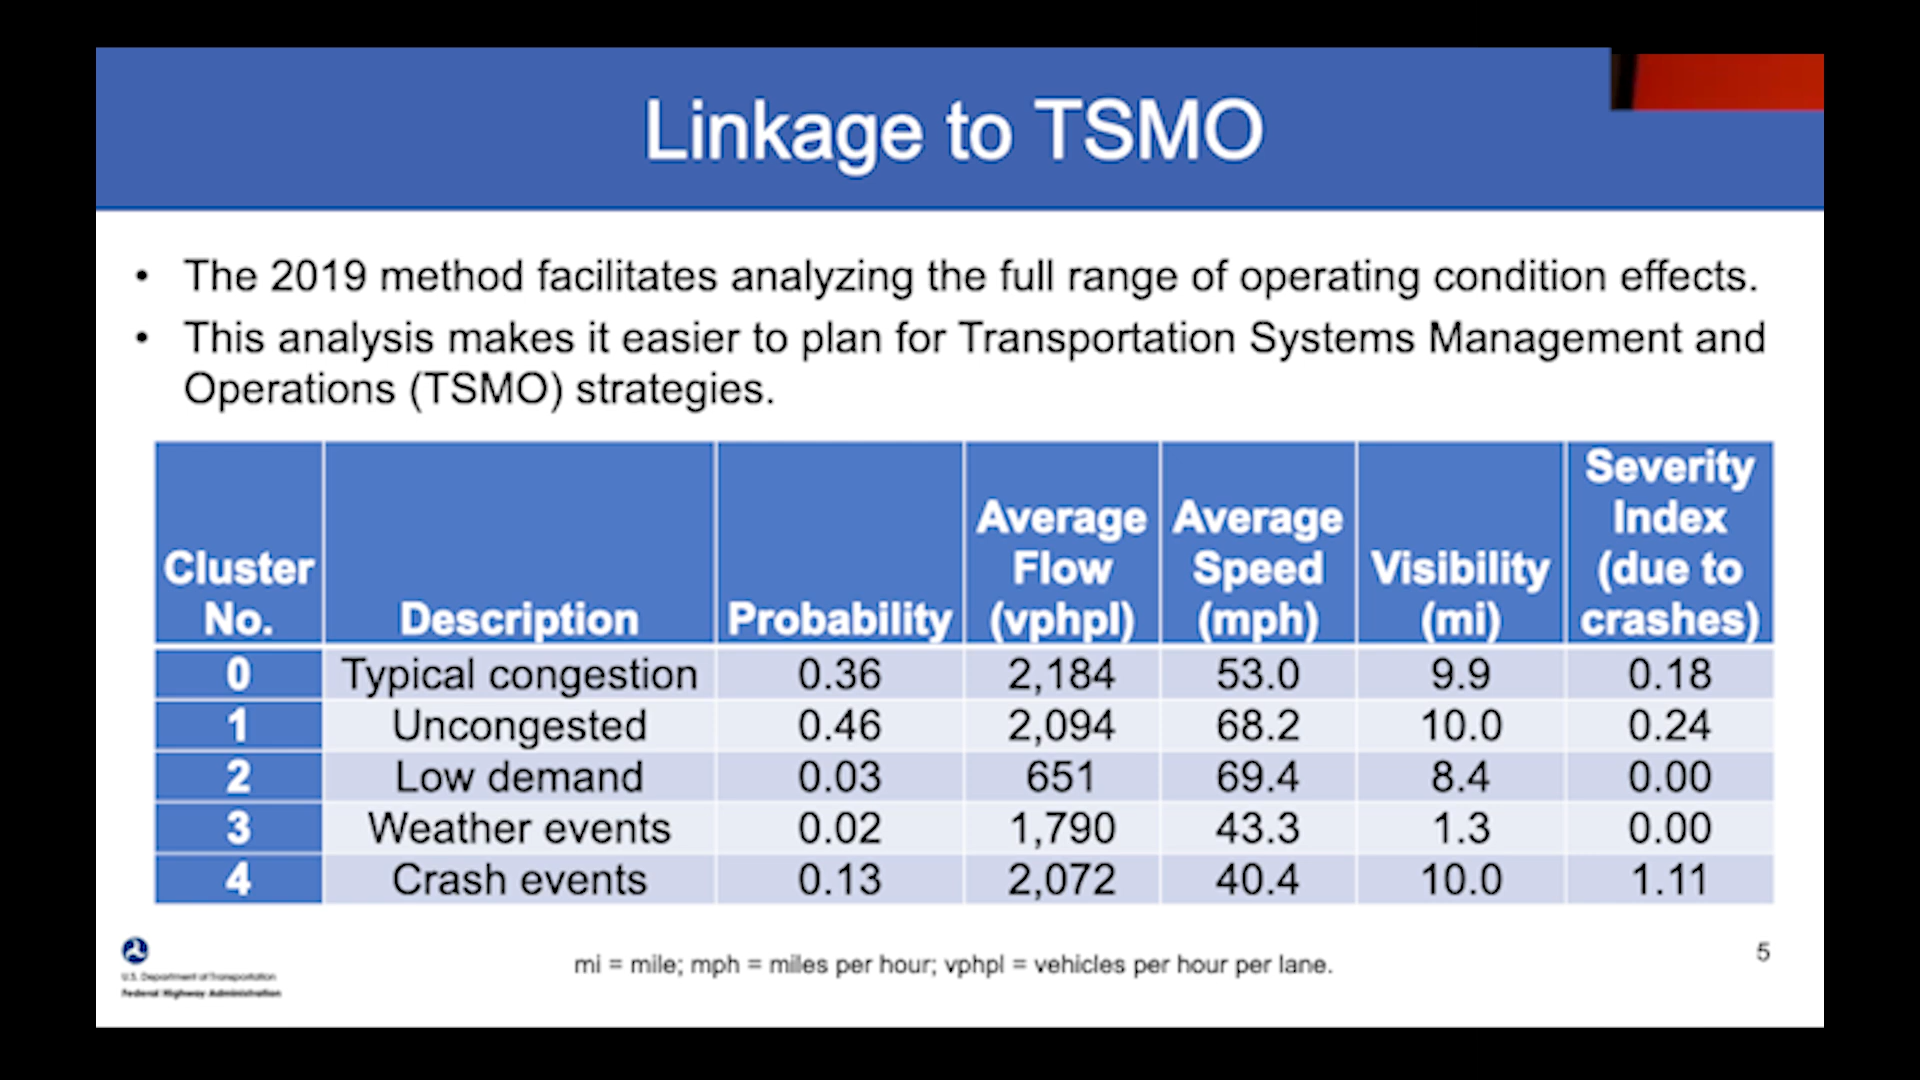 Linkage to TSMO
• The 2019 method facilitates analyzing the full range of operating condition effects.
• This analysis makes it easier to plan for Transportation Systems Management and
Operations (TSMO) strategies.
Cluster No. Description Probability Average Flow (vphpl) Average Speed (mph) Visibility (mi) Severity Index (due to crashes)
0 Typical congestion 0.36 2,184 53.0 9.9 0.18
1 Uncongested 0.46 2,094 68.2 10.0 0.24
2 Low demand 0.03 651 69.4 8.4 0.00
3 Weather events 0.02 1,790 43.3 1.3 0.00
4 Crash events 0.13 2,072 40.4 10.0 1.11
U.S. Department of Transportation
Federal Highway Administration
mi = mile; mph = miles per hour; vphpl = vehicles per hour per lane.
5